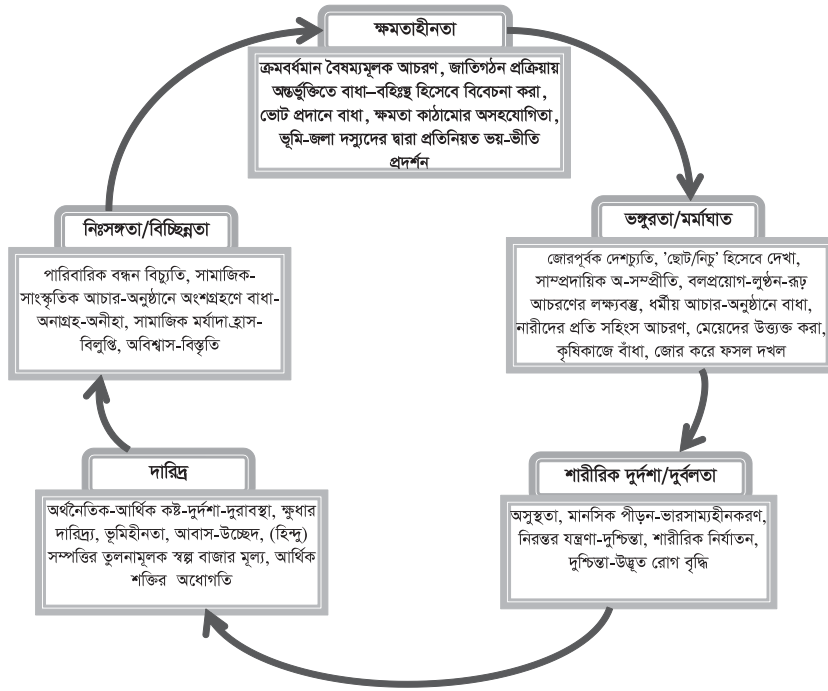 ক্ষমতাহীনতা
ক্রমবর্ধমান বৈষম্যমূলক আচরণ, জাতিগঠন প্রক্রিয়ায়
অন্তর্ভুক্তিতে বাধা–বহিঃস্থ হিসেবে বিবেচনা করা,
ভোট প্রদানে বাধা, ক্ষমতা কাঠামোর অসহযোগিতা,
ভূমি-জলা দস্যুদের দ্বারা প্রতিনিয়ত ভয়-ভীতি
প্রদর্শন
ভঙ্গুরতা/মর্মাঘাত
জোরপূর্বক দেশচ্যুতি, 'ছোট/নিচু' হিসেবে দেখা,
সাম্প্রদায়িক অ-সম্প্রীতি, বলপ্রয়োগ-লুণ্ঠন-রূঢ়
আচরণের লক্ষ্যবস্তু, ধর্মীয় আচার-অনুষ্ঠানে বাধা,
নারীদের প্রতি সহিংস আচরণ, মেয়েদের উত্ত্যক্ত করা,
কৃষিকাজে বাঁধা, জোর করে ফসল দখল
শারীরিক দুর্দশা/দুর্বলতা
অসুস্থতা, মানসিক পীড়ন-ভারসাম্যহীনকরণ,
নিরন্তর যন্ত্রণা-দুশ্চিন্তা, শারীরিক নির্যাতন,
দুশ্চিন্তা-উদ্ভূত রোগ বৃদ্ধি
দারিদ্র
অর্থনৈতিক-আর্থিক কষ্ট-দুর্দশা-দুরাবস্থা, ক্ষুধার
দারিদ্র্য, ভূমিহীনতা, আবাস-উচ্ছেদ, (হিন্দু)
সম্পত্তির তুলনামূলক স্বল্প বাজার মূল্য, আর্থিক
শক্তির অধোগতি
নিঃসঙ্গতা/বিচ্ছিন্নতা
পারিবারিক বন্ধন বিচ্যুতি, সামাজিক-
সাংস্কৃতিক আচার-অনুষ্ঠানে অংশগ্রহণে বাধা-
অনাগ্রহ-অনীহা, সামাজিক মর্যাদা হ্রাস-
বিলুপ্তি, অবিশ্বাস-বিস্তৃতি